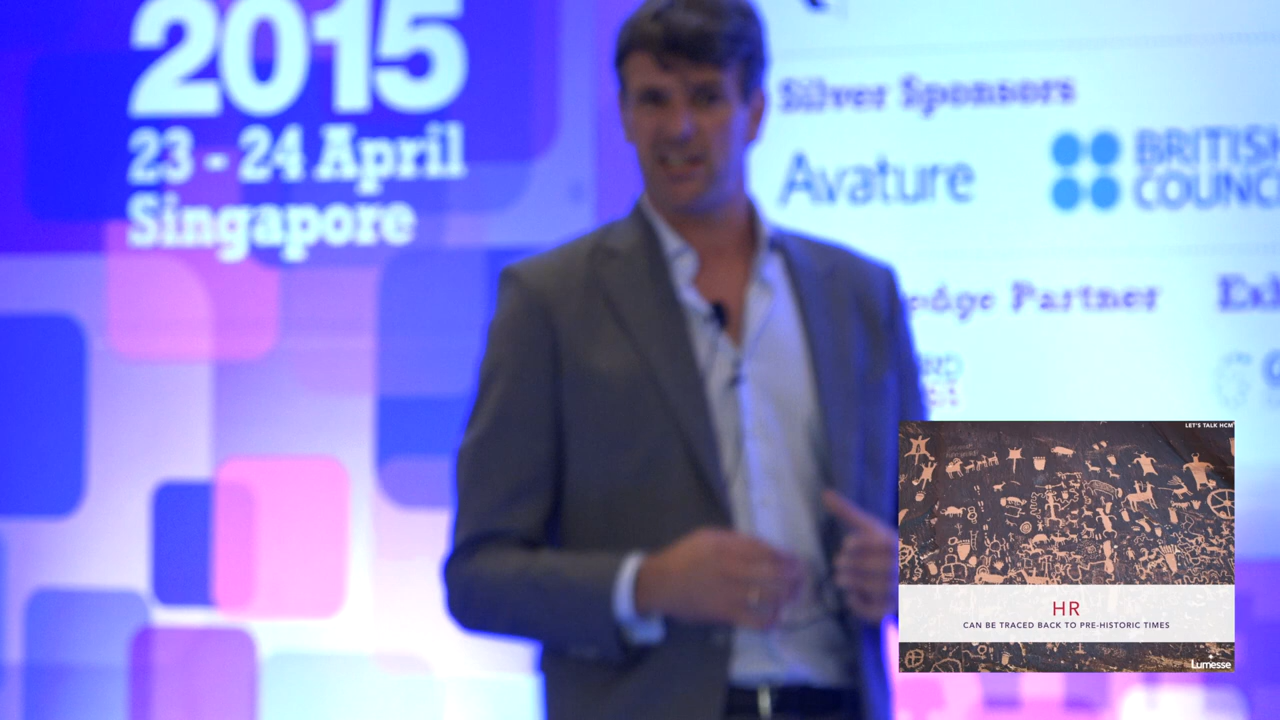 2015
23 - 24 April
Singapore
Silver Sponsors
Avature
BRITISH
COUNC
Partner
LET'S TALK HCM
HR
CAN BE TRACED BACK TO PRE-HISTORIC TIMES
Lumesse